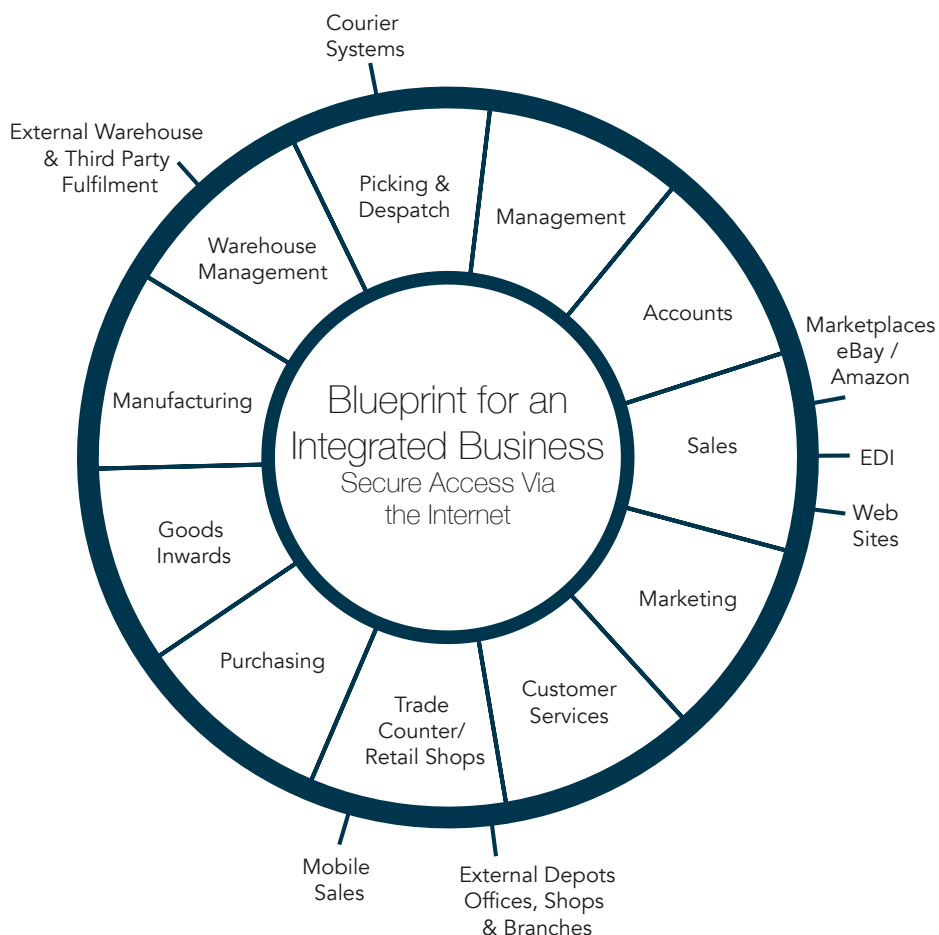 Courier
Systems
External Warehouse
& Third Party
Fulfilment
Picking &
Despatch
Management
Warehouse
Management
Accounts
Marketplaces
eBay /
Amazon
Manufacturing
Blueprint for an
Integrated Business
Secure Access Via
the Internet
Sales
EDI
Web
Sites
Goods
Inwards
Marketing
Purchasing
Customer
Services
Trade
Counter/
Retail Shops
Mobile
Sales
External Depots
Offices, Shops
& Branches